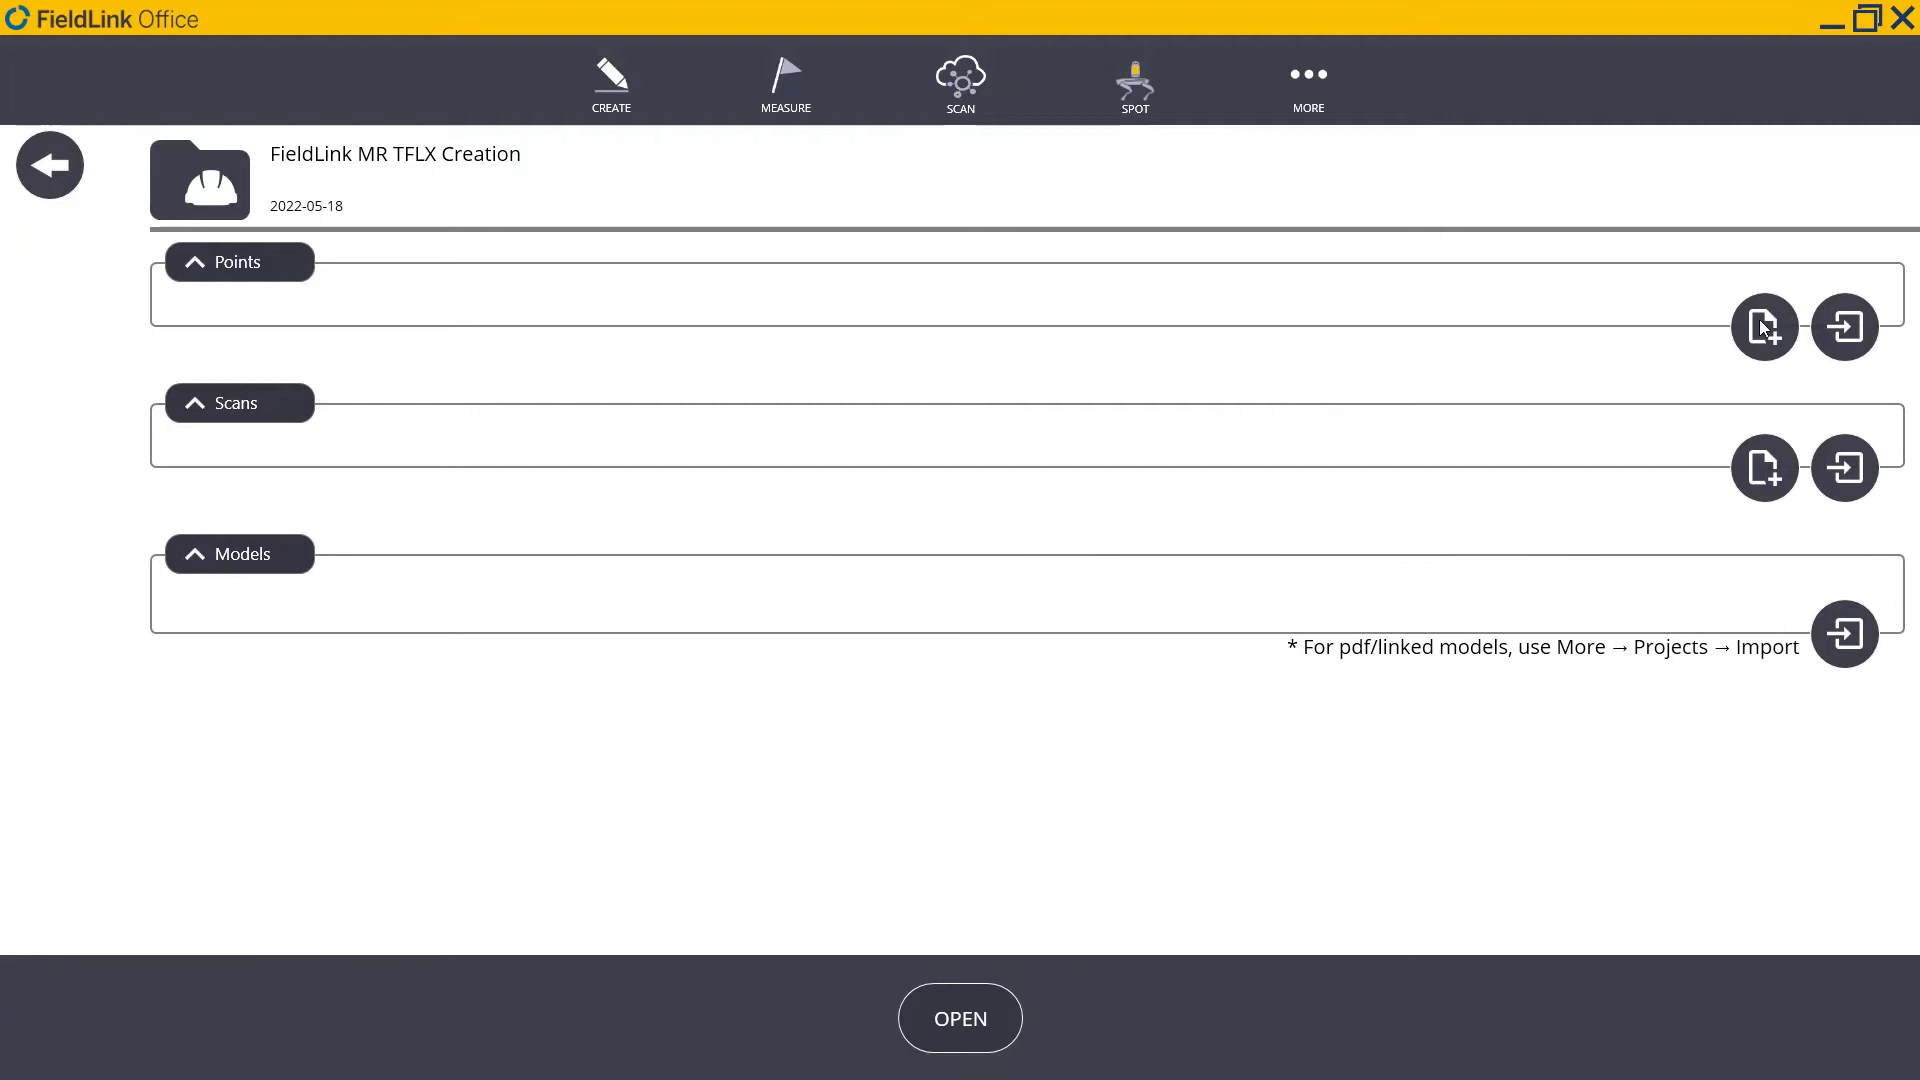 FieldLink Office
CREATE
MEASURE
SCAN
SPOT
MORE
FieldLink MR TFLX Creation
2022-05-18
Points
Scans
Models
* For pdf/linked models, use More → Projects → Import
OPEN